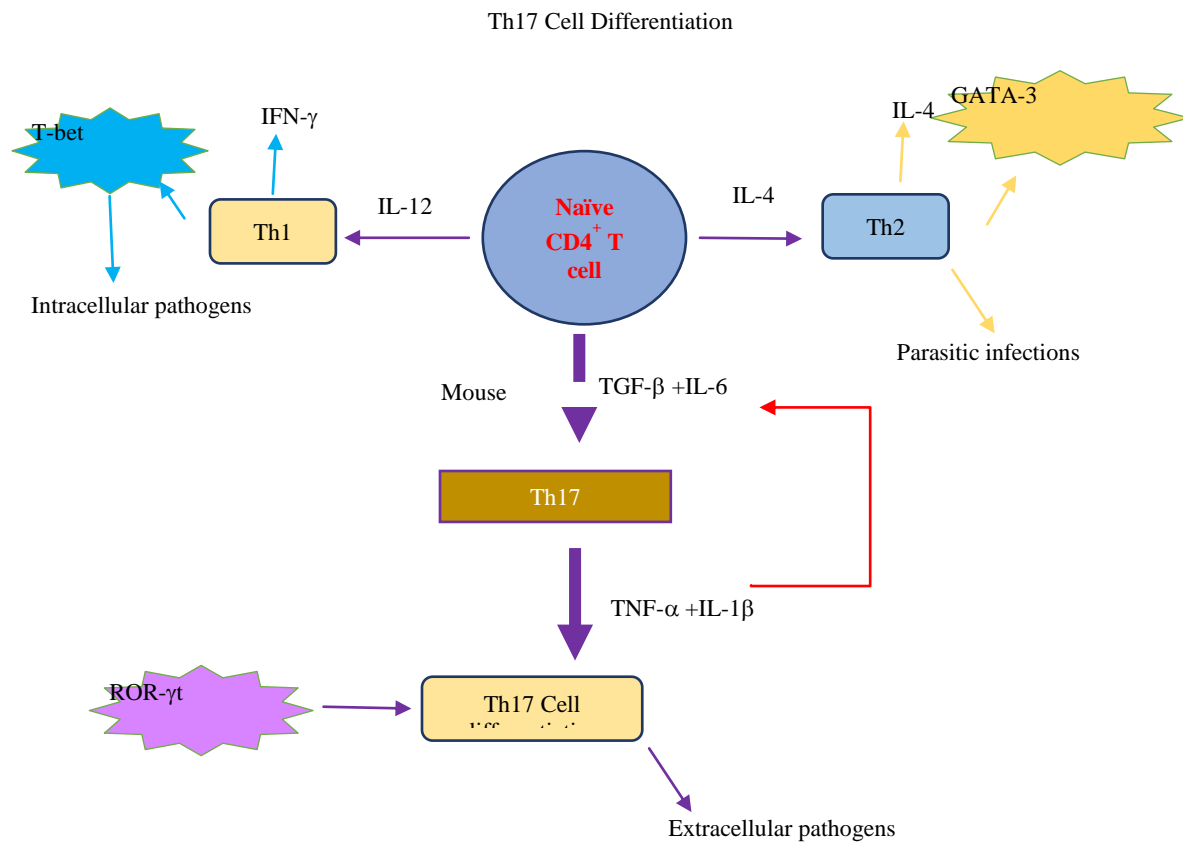 Th17 Cell Differentiation
T-bet
IFN-γ
IL-4
GATA-3
Th1
IL-12
Naïve
CD4⁺ T
cell
IL-4
Th2
Intracellular pathogens
Parasitic infections
Mouse
TGF-β +IL-6
Th17
TNF-α +IL-1β
ROR-γt
Th17 Cell
Extracellular pathogens